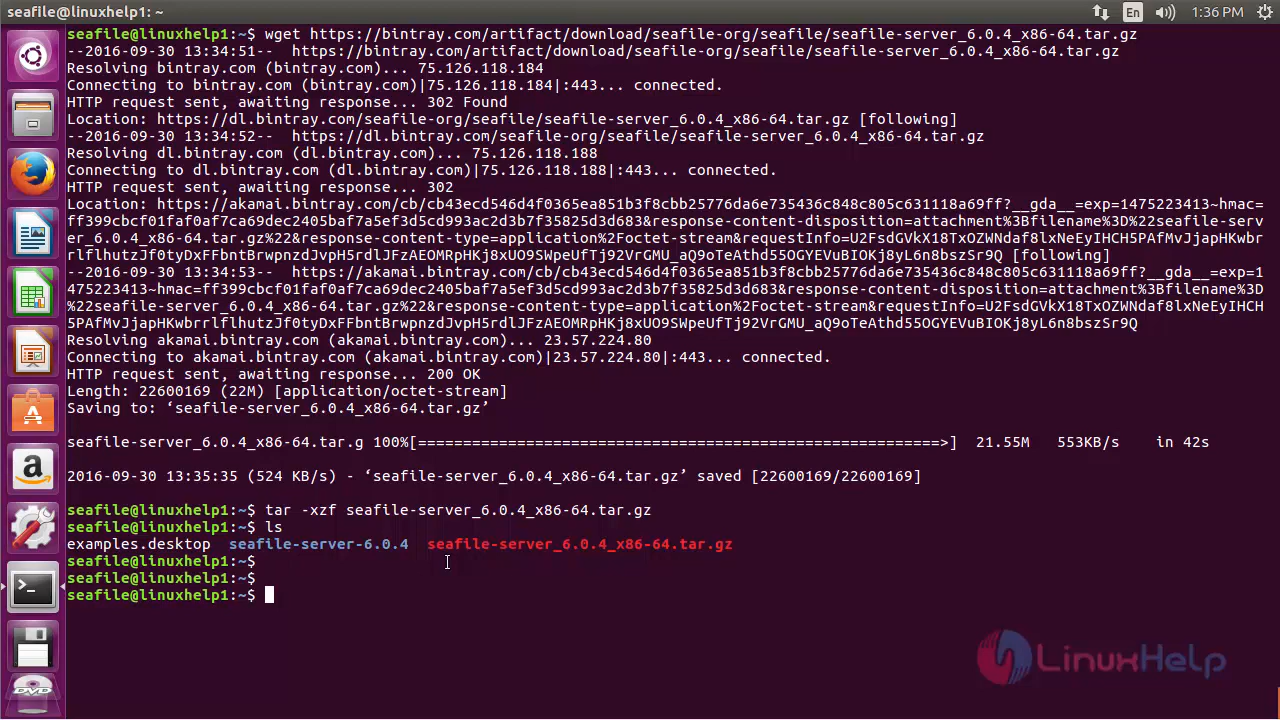 seafile@linuxhelp1: ~
En
1:36 PM
seafile@linuxhelp1:~$ wget https://bintray.com/artifact/download/seafile-org/seafile/seafile-server_6.0.4_x86-64.tar.gz
--2016-09-30 13:34:51--  https://bintray.com/artifact/download/seafile-org/seafile/seafile-server_6.0.4_x86-64.tar.gz
Resolving bintray.com (bintray.com)... 75.126.118.184
Connecting to bintray.com (bintray.com)|75.126.118.184|:443... connected.
HTTP request sent, awaiting response... 302 Found
Location: https://dl.bintray.com/seafile-org/seafile/seafile-server_6.0.4_x86-64.tar.gz [following]
--2016-09-30 13:34:52--  https://dl.bintray.com/seafile-org/seafile/seafile-server_6.0.4_x86-64.tar.gz
Resolving dl.bintray.com (dl.bintray.com)... 75.126.118.188
Connecting to dl.bintray.com (dl.bintray.com)|75.126.118.188|:443... connected.
HTTP request sent, awaiting response... 302
Location: https://akamai.bintray.com/cb/cb43ecd546d4f0365ea851b3f8cbb25776da6e735436c848c805c631118a69ff?__gda__=exp=1475223413~hmac=
ff399cbcf01faf0af7ca69dec2405baf7a5ef3d5cd993ac2d3b7f35825d3d683&response-content-disposition=attachment%3Bfilename%3D%22seafile-serv
er_6.0.4_x86-64.tar.gz%22&response-content-type=application%2Foctet-stream&requestInfo=U2FsdGVkX18TxOZWNdaf8lxNeEyIHCH5PAfMvJjapHKwbr
rlflhutzJf0tyDxFFbntBrwpnzdJvpH5rdlJFzAEOMRpHKj8xUO9SWpeUfTj92VrGMU_aQ9oTeAthd55OGYEVuBIOKj8yL6n8bszSr9Q [following]
--2016-09-30 13:34:53--  https://akamai.bintray.com/cb/cb43ecd546d4f0365ea851b3f8cbb25776da6e735436c848c805c631118a69ff?__gda__=exp=1
475223413~hmac=ff399cbcf01faf0af7ca69dec2405baf7a5ef3d5cd993ac2d3b7f35825d3d683&response-content-disposition=attachment%3Bfilename%3D
%22seafile-server_6.0.4_x86-64.tar.gz%22&response-content-type=application%2Foctet-stream&requestInfo=U2FsdGVkX18TxOZWNdaf8lxNeEyIHCH
5PAfMvJjapHKwbrrlflhutzJf0tyDxFFbntBrwpnzdJvpH5rdlJFzAEOMRpHKj8xUO9SWpeUfTj92VrGMU_aQ9oTeAthd55OGYEVuBIOKj8yL6n8bszSr9Q
Resolving akamai.bintray.com (akamai.bintray.com)... 23.57.224.80
Connecting to akamai.bintray.com (akamai.bintray.com)|23.57.224.80|:443... connected.
HTTP request sent, awaiting response... 200 OK
Length: 22600169 (22M) [application/octet-stream]
Saving to: ‘seafile-server_6.0.4_x86-64.tar.gz’
seafile-server_6.0.4_x86-64.tar.g 100%[==========================================================>]  21.55M   553KB/s    in 42s
2016-09-30 13:35:35 (524 KB/s) - ‘seafile-server_6.0.4_x86-64.tar.gz’ saved [22600169/22600169]
seafile@linuxhelp1:~$ tar -xzf seafile-server_6.0.4_x86-64.tar.gz
seafile@linuxhelp1:~$ ls
examples.desktop  seafile-server-6.0.4  seafile-server_6.0.4_x86-64.tar.gz
seafile@linuxhelp1:~$
seafile@linuxhelp1:~$
seafile@linuxhelp1:~$
LinuxHelp
DVD